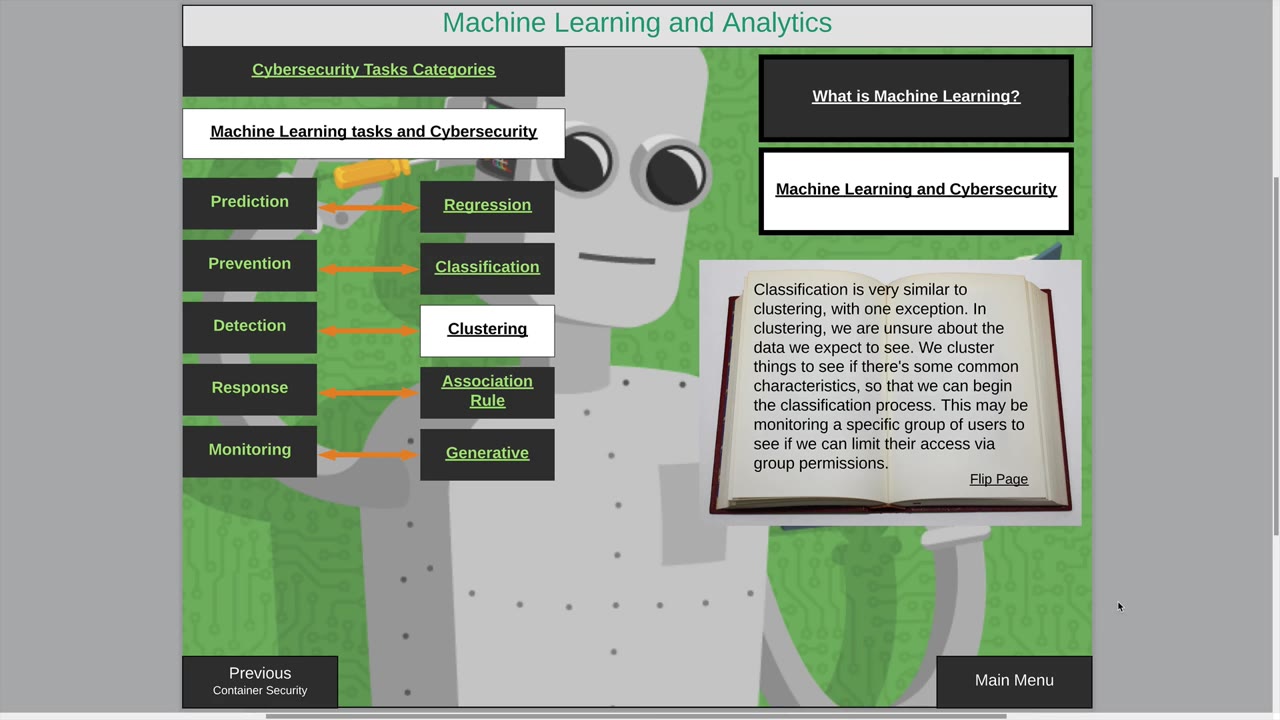 Machine Learning and Analytics
Cybersecurity Tasks Categories
What is Machine Learning?
Machine Learning tasks and Cybersecurity
Machine Learning and Cybersecurity
Prediction
Regression
Prevention
Classification
Detection
Clustering
Response
Association
Rule
Monitoring
Generative
Classification is very similar to
clustering, with one exception. In
clustering, we are unsure about the
data we expect to see. We cluster
things to see if there's some common
characteristics, so that we can begin
the classification process. This may be
monitoring a specific group of users to
see if we can limit their access via
group permissions.
Flip Page
Previous
Container Security
Main Menu